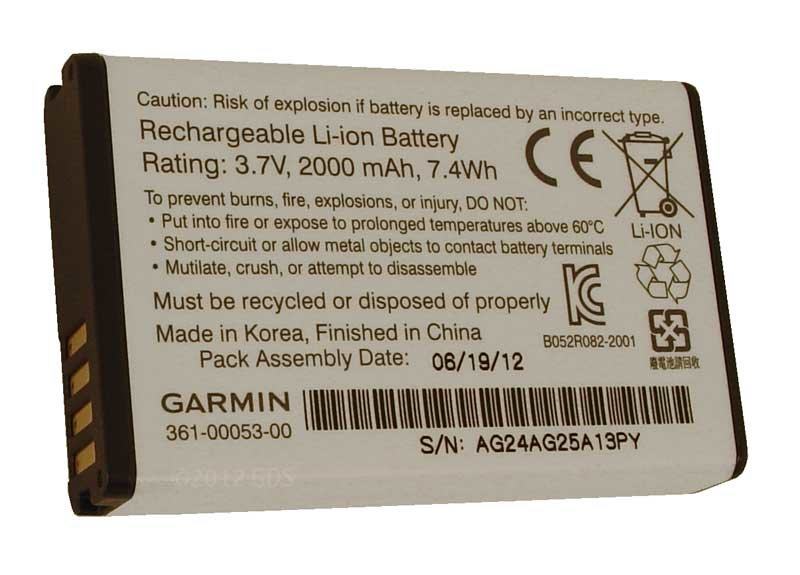 Caution: Risk of explosion if battery is replaced by an incorrect type.
Rechargeable Li-ion Battery
Rating: 3.7V, 2000 mAh, 7.4Wh
CE
To prevent burns, fire, explosions, or injury, DO NOT:
• Put into fire or expose to prolonged temperatures above 60°C
• Short-circuit or allow metal objects to contact battery terminals
• Mutilate, crush, or attempt to disassemble
Li-ION
Must be recycled or disposed of properly
Made in Korea, Finished in China
B052R082-2001
Pack Assembly Date: 06/19/12
廢電池請回收
GARMIN
361-00053-00
S/N: AG24AG25A13PY
©2012 GDS